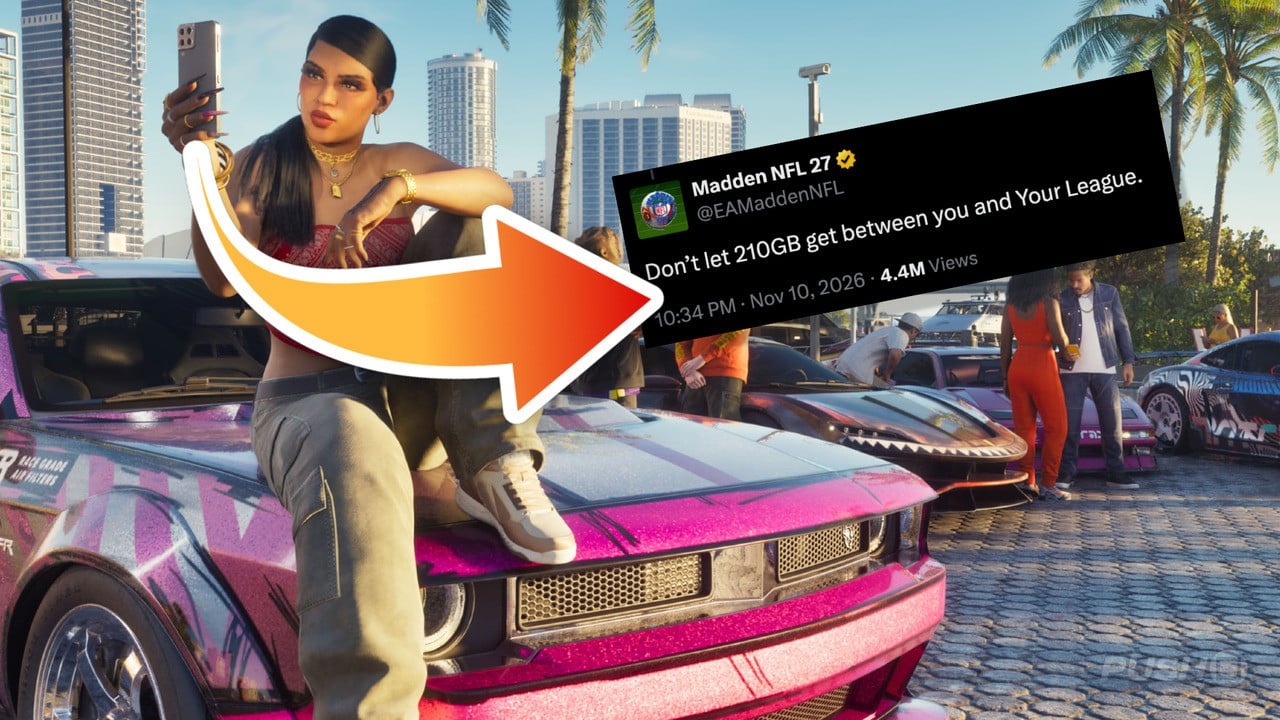 Madden NFL 27
@EAMaddenNFL
Don't let 210GB get between you and Your League.
10:34 PM · Nov 10, 2026 · 4.4M Views
RACK GRADE
AIR FILTERS
PUSH